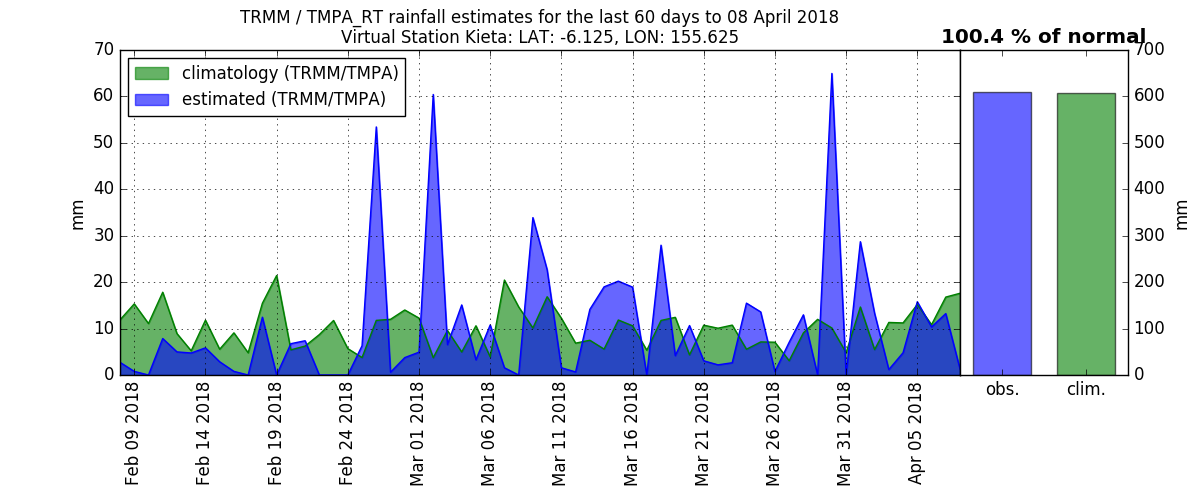 TRMM / TMPA_RT rainfall estimates for the last 60 days to 08 April 2018
Virtual Station Kieta: LAT: -6.125, LON: 155.625
100.4 % of normal
climatology (TRMM/TMPA)
estimated (TRMM/TMPA)
70
60
50
40
30
20
10
0
mm
Feb 09 2018
Feb 14 2018
Feb 19 2018
Feb 24 2018
Mar 01 2018
Mar 06 2018
Mar 11 2018
Mar 16 2018
Mar 21 2018
Mar 26 2018
Mar 31 2018
Apr 05 2018
obs.
clim.
700
600
500
400
300
200
100
0
mm